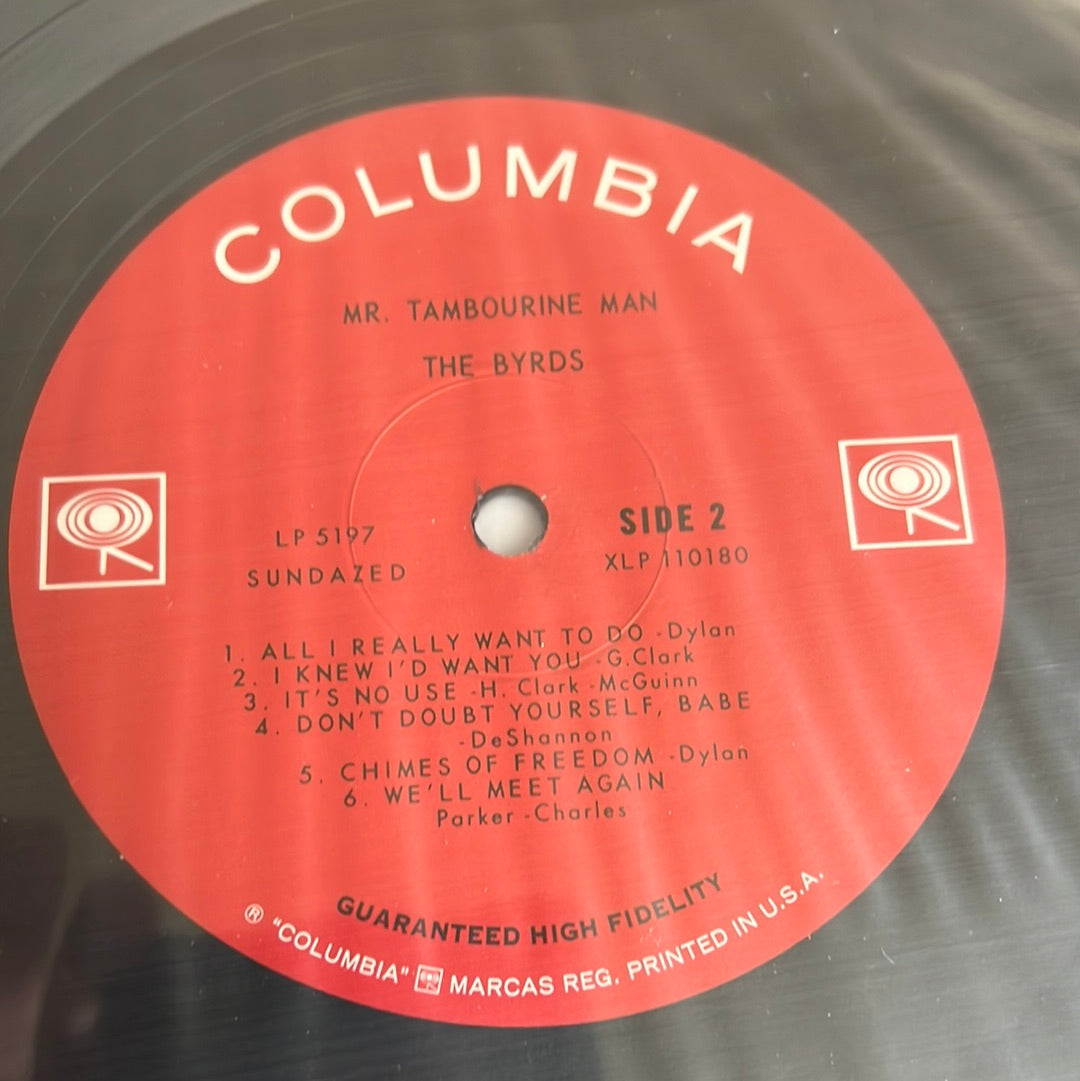 COLUMBIA
MR. TAMBOURINE MAN
THE BYRDS
LP 5197
SUNDAZED
SIDE 2
XLP 110180
1. ALL I REALLY WANT TO DO -Dylan
2. I KNEW I'D WANT YOU -G.Clark
3. IT'S NO USE -H. Clark -McGuinn
4. DON'T DOUBT YOURSELF, BABE
-DeShannon
5. CHIMES OF FREEDOM -Dylan
6. WE'LL MEET AGAIN
Parker -Charles
GUARANTEED HIGH FIDELITY
® "COLUMBIA" MARCAS REG. PRINTED IN U.S.A.